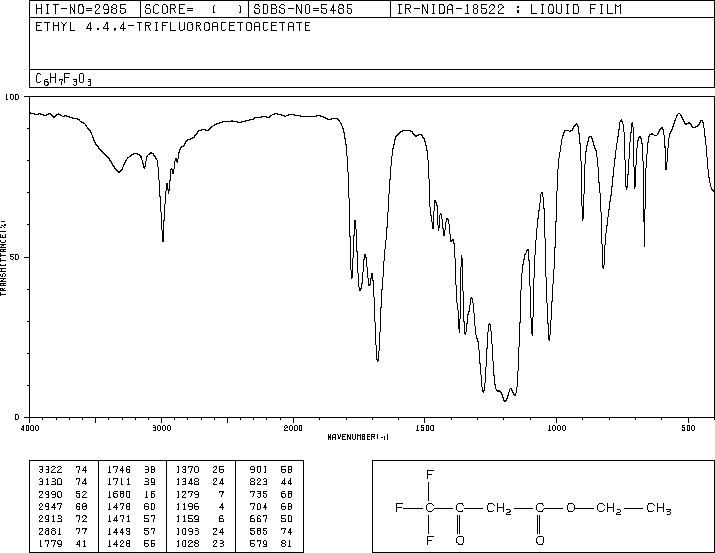 HIT-NO=2985 SCORE= ( ) SDBS-NO=5485 IR-NIDA-18522 : LIQUID FILM
ETHYL 4,4,4-TRIFLUOROACETOACETATE
C6H7F3O3
100
50
0
TRANSMITTANCE(%)
4000 3000 2000 1500 1000 500
WAVENUMBER(-1)
3322 74 1746 38 1370 26 901 68
3130 74 1711 39 1348 24 823 44
2990 52 1680 16 1279 7 735 68
2947 68 1478 60 1196 4 704 68
2913 72 1471 57 1159 6 667 50
2881 77 1449 57 1093 24 585 74
1779 41 1428 55 1028 23 579 81
F
F C C CH2 C O CH2 CH3
F O O